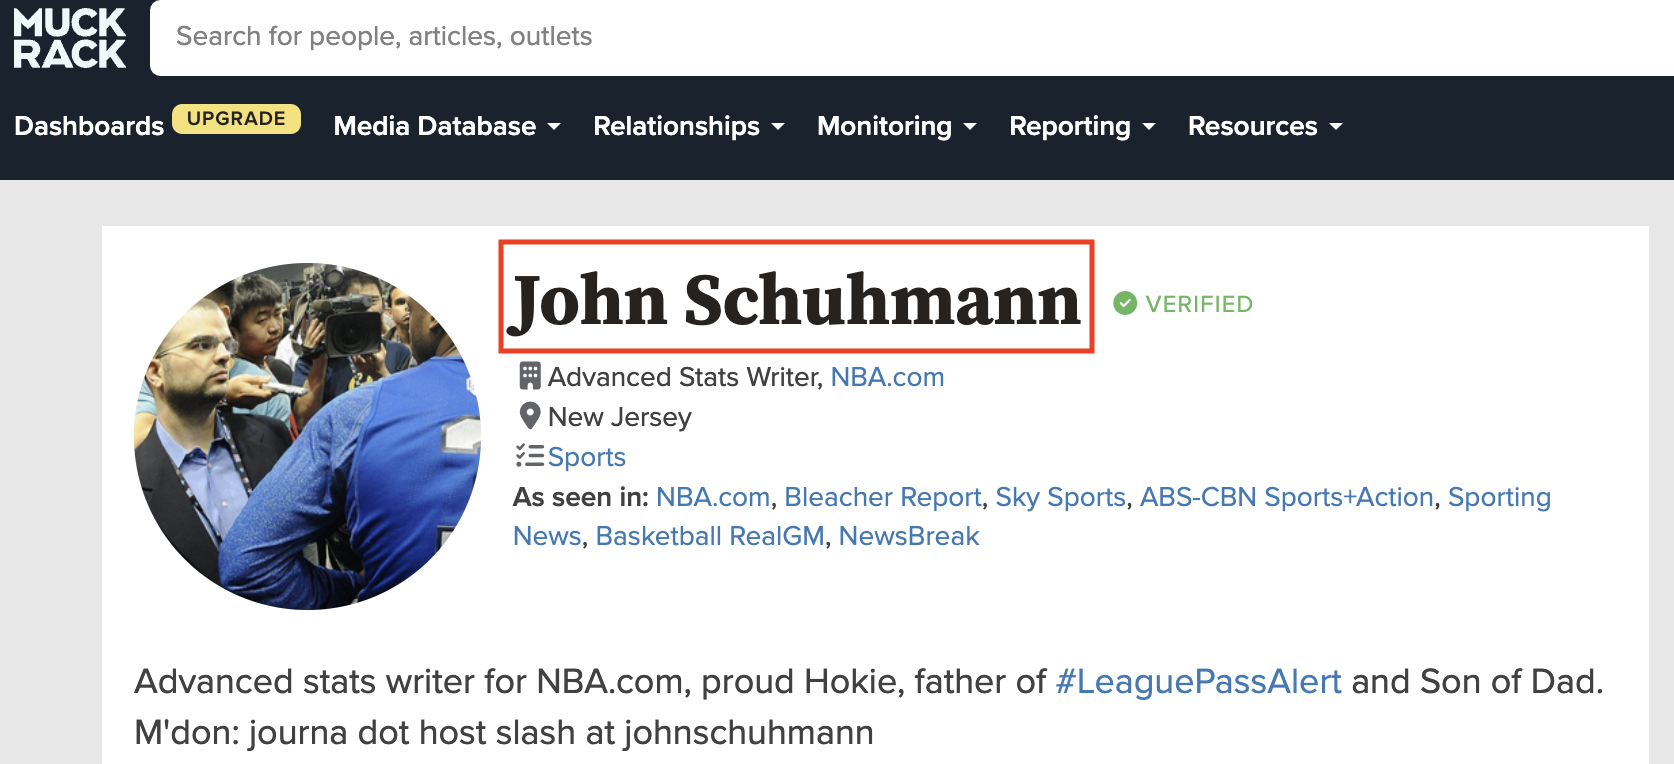 MUCK
RACK
Search for people, articles, outlets
Dashboards UPGRADE Media Database Relationships Monitoring Reporting Resources
John Schuhmann VERIFIED
Advanced Stats Writer, NBA.com
New Jersey
Sports
As seen in: NBA.com, Bleacher Report, Sky Sports, ABS-CBN Sports+Action, Sporting
News, Basketball RealGM, NewsBreak
Advanced stats writer for NBA.com, proud Hokie, father of #LeaguePassAlert and Son of Dad.
M'don: journa dot host slash at johnschuhmann